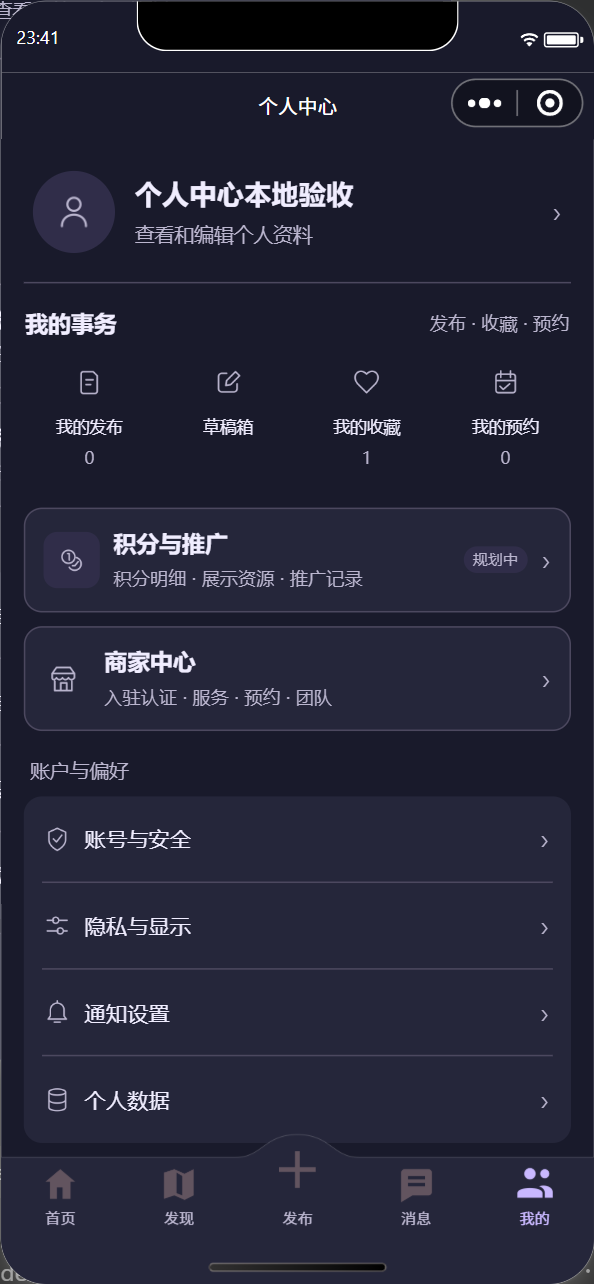 23:41
个人中心
个人中心本地验收
查看和编辑个人资料
我的事务
发布 · 收藏 · 预约
我的发布
草稿箱
我的收藏
我的预约
0
1
0
积分与推广
积分明细 · 展示资源 · 推广记录
规划中
商家中心
入驻认证 · 服务 · 预约 · 团队
账户与偏好
账号与安全
隐私与显示
通知设置
个人数据
首页
发现
发布
消息
我的